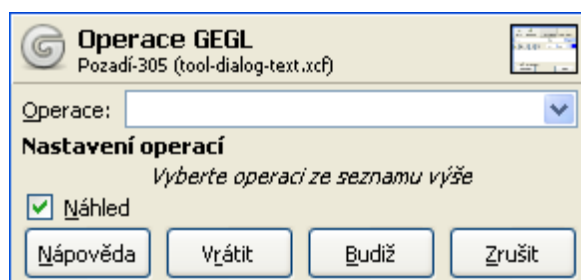 Operace GEGL
Pozadí-305 (tool-dialog-text.xcf)
Operace:
Nastavení operací
Vyberte operaci ze seznamu výše
Náhled
Nápověda Vrátit Budiž Zrušit